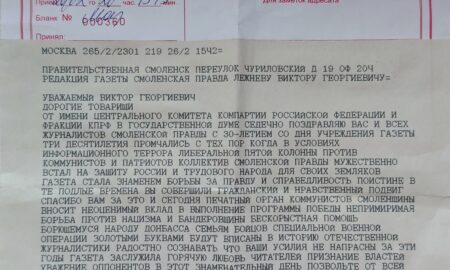 Для заметок адресата
Бланк №
000360
Принял:
МОСКВА 265/2/2301 219 26/2 1542=
ПРАВИТЕЛЬСТВЕННАЯ СМОЛЕНСК ПЕРЕУЛОК ЧУРИЛОВСКИЙ Д 19 ОФ 204
РЕДАКЦИЯ ГАЗЕТЫ СМОЛЕНСКАЯ ПРАВДА ЛЕЖНЕВУ ВИКТОРУ ГЕОРГИЕВИЧУ=
УВАЖАЕМЫЙ ВИКТОР ГЕОРГИЕВИЧ
ДОРОГИЕ ТОВАРИЩИ
ОТ ИМЕНИ ЦЕНТРАЛЬНОГО КОМИТЕТА КОМПАРТИИ РОССИЙСКОЙ ФЕДЕРАЦИИ И
ФРАКЦИИ КПРФ В ГОСУДАРСТВЕННОЙ ДУМЕ СЕДЕЧНО ПОЗДРАВЛЯЮ ВАС И ВСЕХ
ЖУРНАЛИСТОВ СМОЛЕНСКОЙ ПРАВДЫ С 30-ЛЕТИЕМ СО ДНЯ УЧРЕЖДЕНИЯ ГАЗЕТЫ
ТРИ ДЕСЯТИЛЕТИЯ ПРОМЧАЛИСЬ С ТЕХ ПОР КОГДА В УСЛОВИЯХ
ИНФОРМАЦИОННОГО ТЕРРОРА ЛИБЕРАЛЬНОЙ ПЯТОЙ КОЛОННЫ ПРОТИВ
КОММУНИСТОВ И ПАТРИОТОВ КОЛЛЕКТИВ СМОЛЕНСКОЙ ПРАВДЫ МУЖЕСТВЕННО
ВСТАЛ НА ЗАЩИТУ РОССИИ И ТРУДОВОГО НАРОДА ДЛЯ СВОИХ ЗЕМЛЯКОВ
ГАЗЕТА СТАЛА ЗНАМЕНЕМ БОРЬБЫ ЗА ПРАВДУ И СПРАВЕДЛИВОСТЬ ПОИСТИНЕ В
ТЕ ПОДЛЫЕ ВРЕМЕНА ВЫ СОВЕРШИЛИ ГРАЖДАНСКИЙ И НРАВСТВЕННЫЙ ПОДВИГ
СПАСИБО ВАМ ЗА ЭТО И СЕГОДНЯ ПЕЧАТНЫЙ ОРГАН КОММУНИСТОВ СМОЛЕНЩИНЫ
ВНОСИТ НЕОЦЕНИМЫЙ ВКЛАД В ВЫПОЛНЕНИЕ ПРОГРАММЫ ПОБЕДЫ НЕПРИМИРИМАЯ
БОРЬБА ПРОТИВ НАЦИЗМА И БАНДЕРОВЩИНЫ БЕСКОРЫСТНАЯ ПОМОЩЬ
БОРЮЩЕМУСЯ НАРОДУ ДОНБАССА СЕМЬЯМ БОЙЦОВ СПЕЦИАЛЬНОЙ ВОЕННОЙ
ОПЕРАЦИИ ЗОЛОТЫМИ БУКВАМИ БУДУТ ВПИСАНЫ В ИСТОРИЮ ОТЕЧЕСТВЕННОЙ
ЖУРНАЛИСТИКИ РАДОСТНО СОЗНАВАТЬ ЧТО ВАШИ УСИЛИЯ НЕ НАПРАСНЫ ЗА ЭТИ
ГОДЫ ГАЗЕТА ЗАСЛУЖИЛА ГОРЯЧУЮ ЛЮБОВЬ ЧИТАТЕЛЕЙ ПРИЗНАНИЕ ВЛАСТЕЙ
УВАЖЕНИЕ ОППОНЕНТОВ В ЭТОТ ЗНАМЕНАТЕЛЬНЫЙ ДЕНЬ ПОЗВОЛЬТЕ ОТ ВСЕЙ